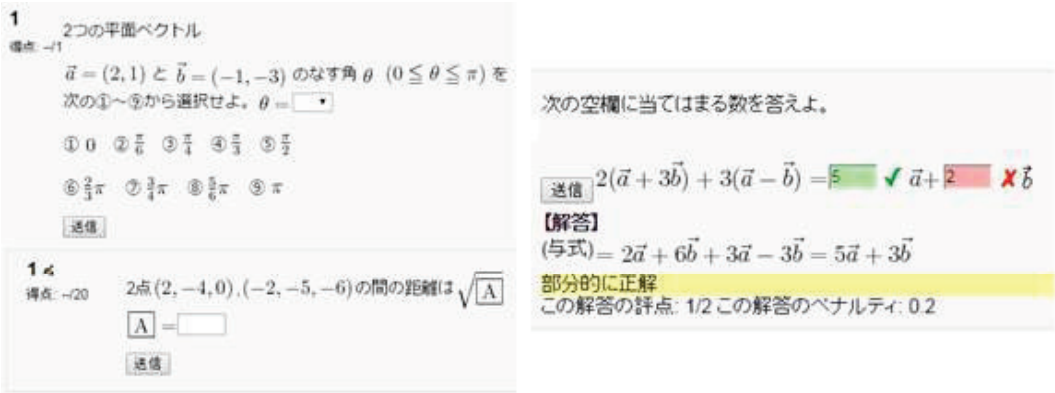 1
得点: --/1
2つの平面ベクトル
a⃗ = (2, 1) と b⃗ = (−1, −3) のなす角 θ (0 ≦ θ ≦ π) を
次の①〜⑨から選択せよ。θ =
① 0 ② π/6 ③ π/4 ④ π/3 ⑤ π/2
⑥ 2/3 π ⑦ 3/4 π ⑧ 5/6 π ⑨ π
送信
1
得点: --/20
2点(2, −4, 0), (−2, −5, −6)の間の距離は √A
A =
送信
次の空欄に当てはまる数を答えよ。
送信 2(a⃗ + 3b⃗) + 3(a⃗ − b⃗) = 5 ✓ a⃗+ 2 ✗ b⃗
【解答】
(与式)= 2a⃗ + 6b⃗ + 3a⃗ − 3b⃗ = 5a⃗ + 3b⃗
部分的に正解
この解答の評点: 1/2 この解答のペナルティ: 0.2